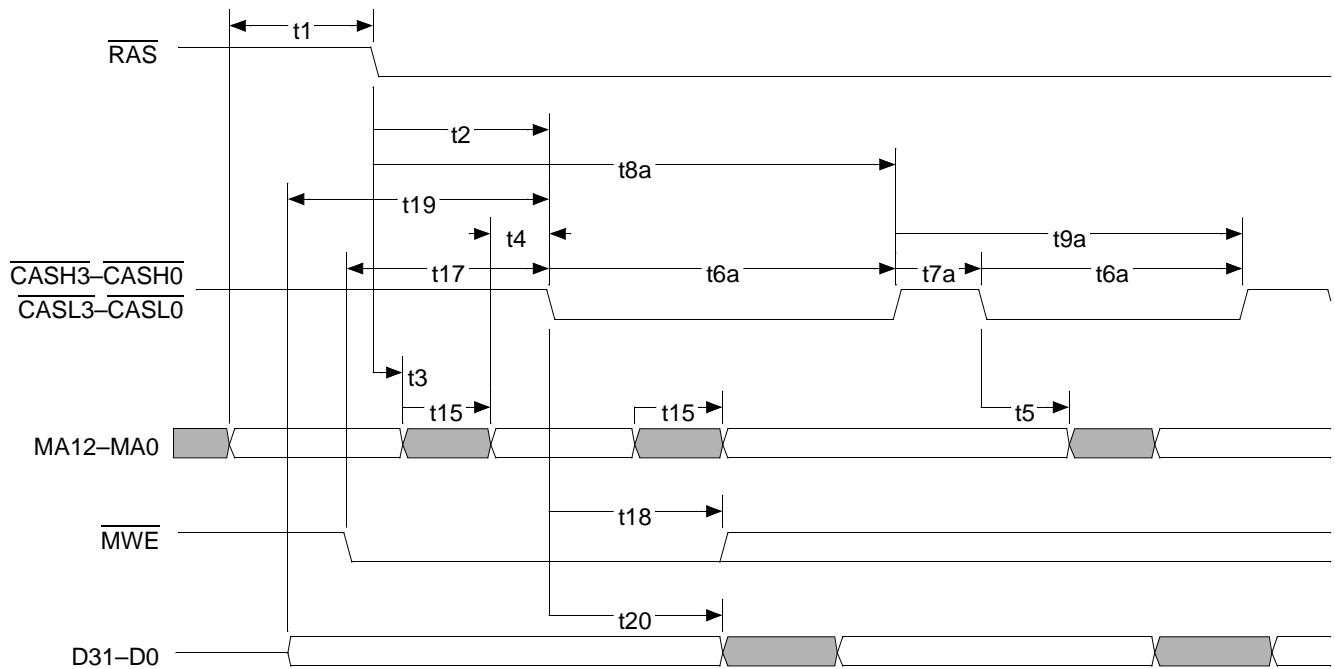 t1
RAS
t2
t8a
t19
t4
t9a
CASH3–CASH0
t17
t6a
t7a
t6a
CASL3–CASL0
t3
t15
t15
t5
MA12–MA0
t18
MWE
t20
D31–D0